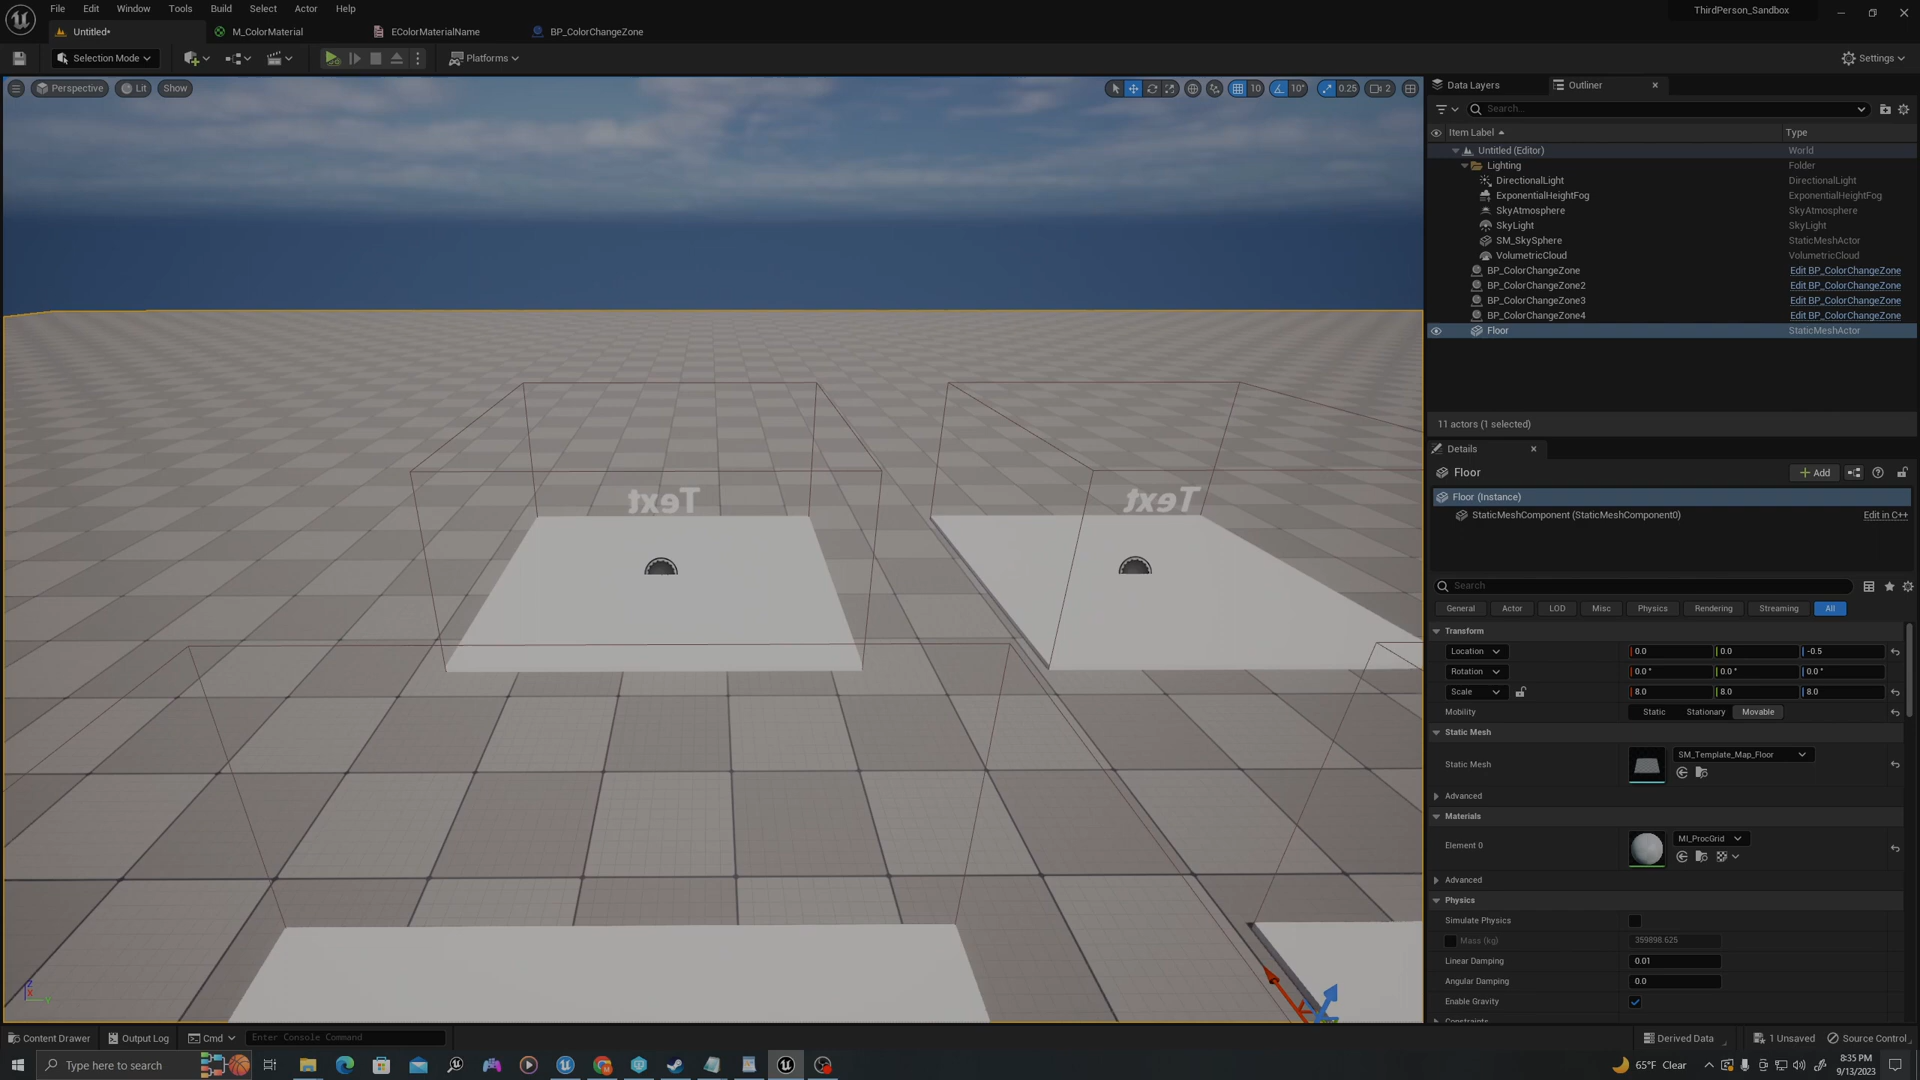 File Edit Window Tools Build Select Actor Help
ThirdPerson_Sandbox
Untitled*
M_ColorMaterial
EColorMaterialName
BP_ColorChangeZone
Selection Mode
Platforms
Settings
Perspective
Lit
Show
10
10°
0.25
2
Text
Text
Data Layers
Outliner
Search...
Item Label
Type
Untitled (Editor) World
Lighting Folder
DirectionalLight DirectionalLight
ExponentialHeightFog ExponentialHeightFog
SkyAtmosphere SkyAtmosphere
SkyLight SkyLight
SM_SkySphere StaticMeshActor
VolumetricCloud VolumetricCloud
BP_ColorChangeZone Edit BP_ColorChangeZone
BP_ColorChangeZone2 Edit BP_ColorChangeZone
BP_ColorChangeZone3 Edit BP_ColorChangeZone
BP_ColorChangeZone4 Edit BP_ColorChangeZone
Floor StaticMeshActor
11 actors (1 selected)
Details
Floor
Add
Floor (Instance)
StaticMeshComponent (StaticMeshComponent0) Edit in C++
Search
General Actor LOD Misc Physics Rendering Streaming All
Transform
Location 0.0 0.0 -0.5
Rotation 0.0° 0.0° 0.0°
Scale 8.0 8.0 8.0
Mobility Static Stationary Movable
Static Mesh
Static Mesh SM_Template_Map_Floor
Advanced
Materials
Element 0 MI_ProcGrid
Advanced
Physics
Simulate Physics
Mass (kg) 359898.625
Linear Damping 0.01
Angular Damping 0.0
Enable Gravity
Constraints
Z
X
Y
Content Drawer
Output Log
Cmd
Enter Console Command
Derived Data
1 Unsaved
Source Control
Type here to search
65°F Clear
8:35 PM
9/13/2023